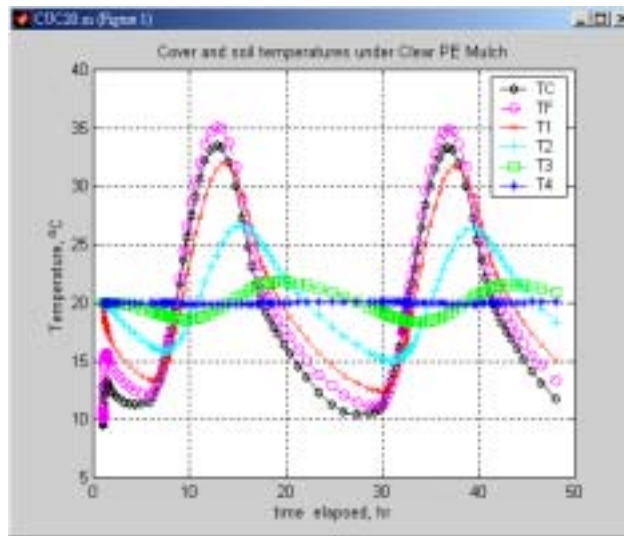 CUC20.m (Figure 1)
Cover and soil temperatures under Clear PE Mulch
40
35
30
25
20
15
10
5
Temperature, °C
TC
TF
T1
T2
T3
T4
0
10
20
30
40
50
time elapsed, hr